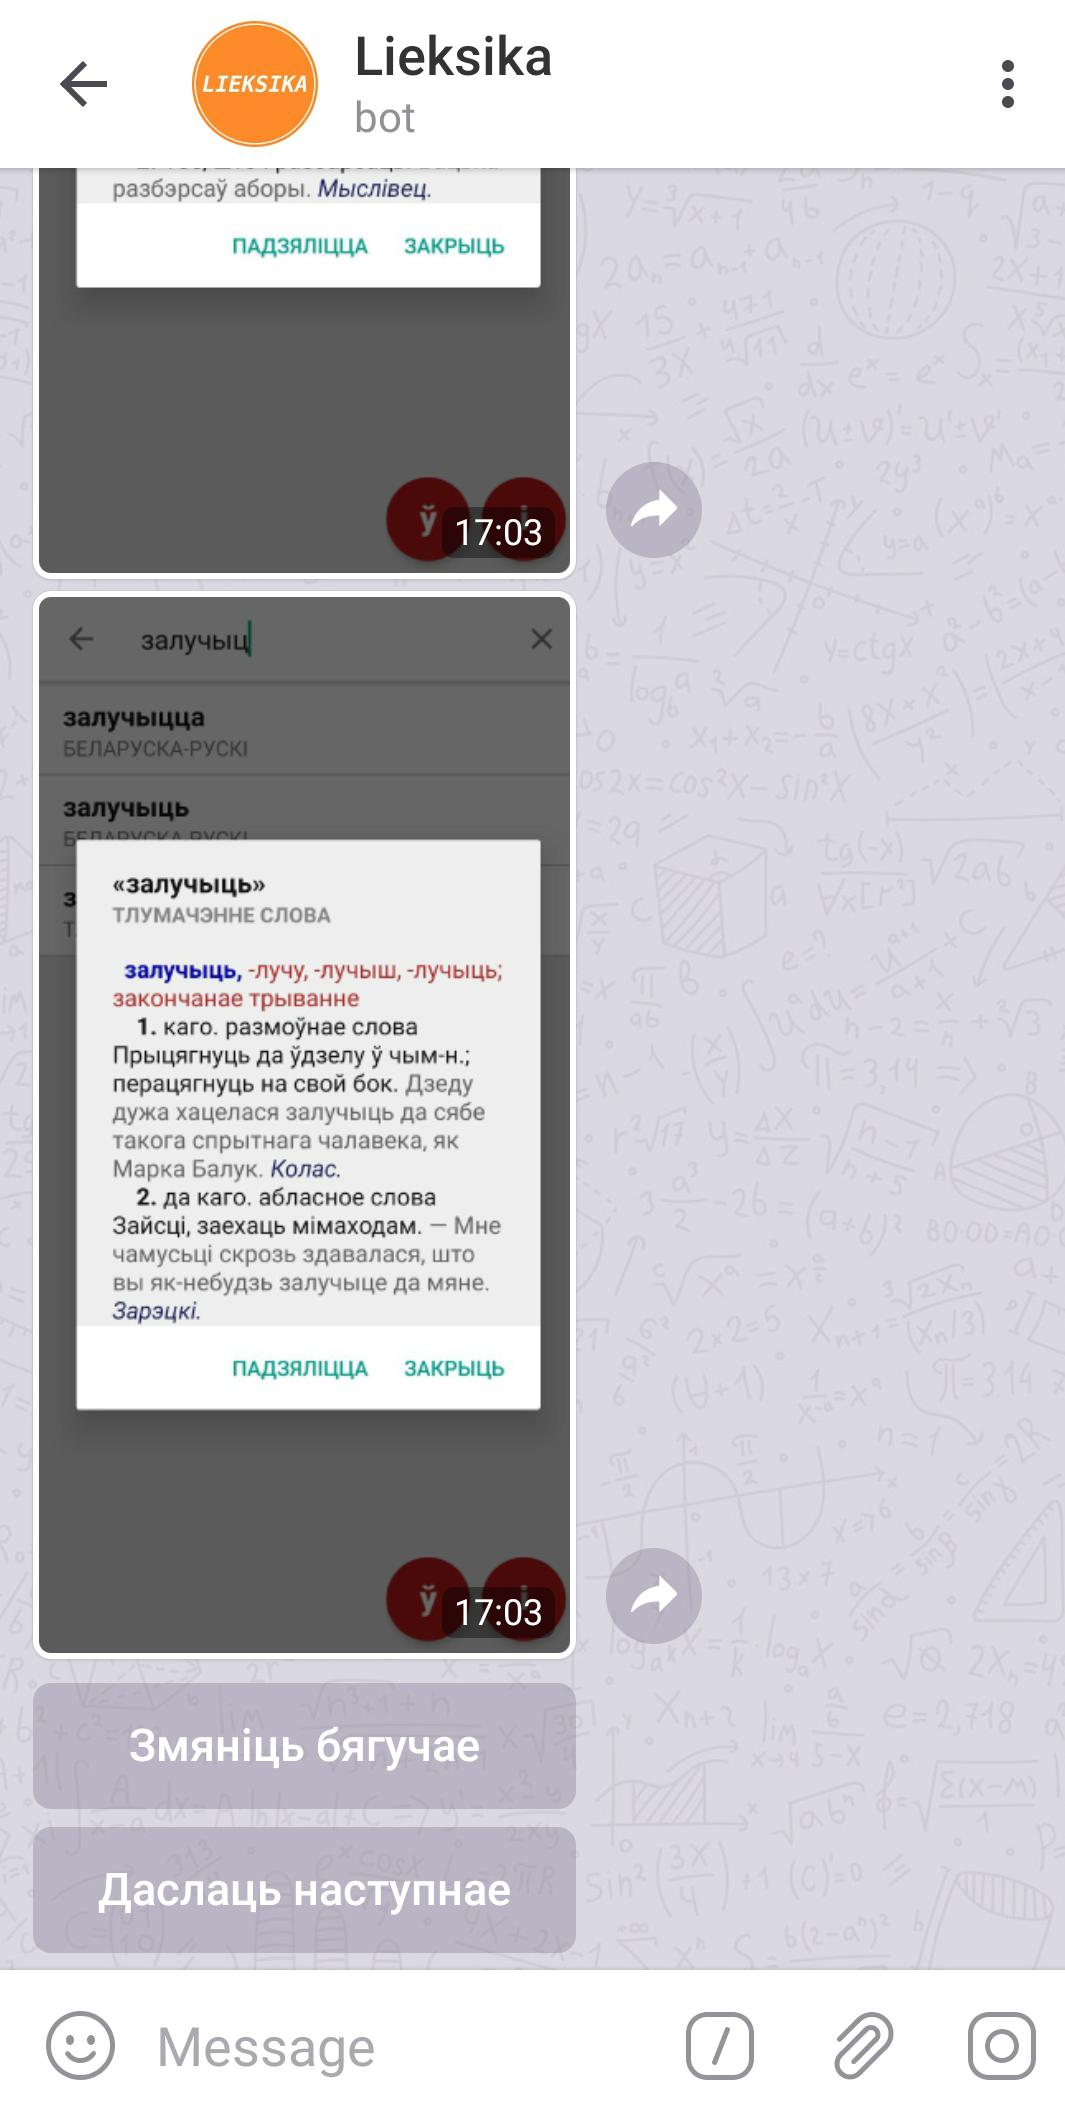 Lieksika
bot
LIEKSIKA
разбэрсаў аборы. Мыслівец.
ПАДЗЯЛІЦЦА ЗАКРЫЦЬ
ў
17:03
залучыц
залучыцца
БЕЛАРУСКА-РУСКІ
залучыць
БЕЛАРУСКА-РУСКІ
«залучыць»
ТЛУМАЧЭННЕ СЛОВА
залучыць, -лучу, -лучыш, -лучыць;
закончанае трыванне
1. каго. размоўнае слова
Прыцягнуць да ўдзелу ў чым-н.;
перацягнуць на свой бок. Дзеду
дужа хацелася залучыць да сябе
такога спрытнага чалавека, як
Марка Балук. Колас.
2. да каго. абласное слова
Зайсці, заехаць мімаходам. — Мне
чамусьці скрозь здавалася, што
вы як-небудзь залучыце да мяне.
Зарэцкі.
ПАДЗЯЛІЦЦА ЗАКРЫЦЬ
ў
17:03
Змяніць бягучае
Даслаць наступнае
Message